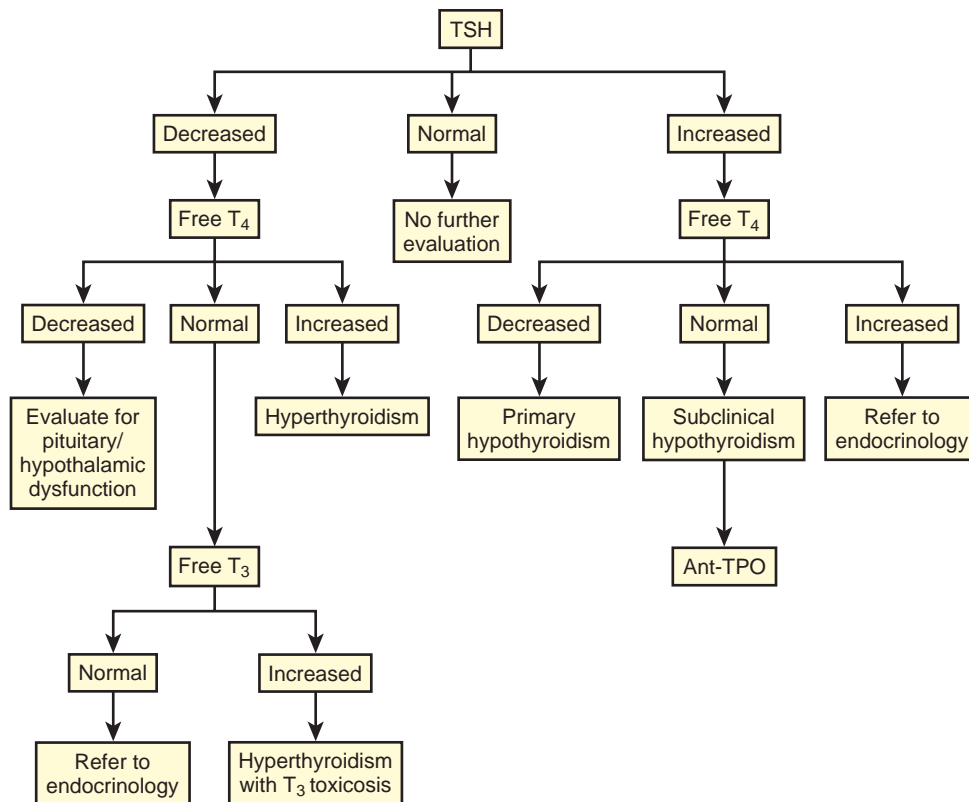 TSH
Decreased
Normal
Increased
Free T4
No further
evaluation
Free T4
Decreased
Normal
Increased
Decreased
Normal
Increased
Evaluate for
pituitary/
hypothalamic
dysfunction
Hyperthyroidism
Primary
hypothyroidism
Subclinical
hypothyroidism
Refer to
endocrinology
Free T3
Ant-TPO
Normal
Increased
Refer to
endocrinology
Hyperthyroidism
with T3 toxicosis